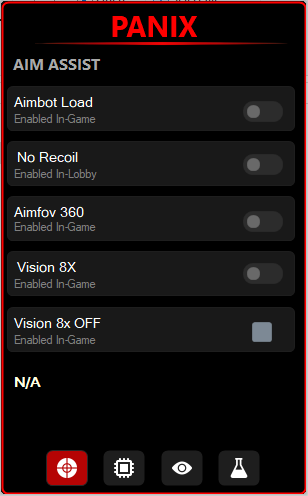 PANIX
AIM ASSIST
Aimbot Load
Enabled In-Game
No Recoil
Enabled In-Lobby
Aimfov 360
Enabled In-Game
Vision 8X
Enabled In-Game
Vision 8x OFF
Enabled In-Game
N/A